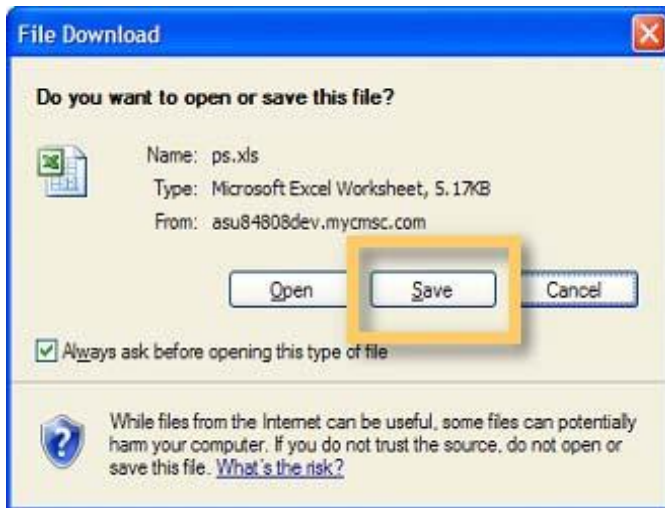 File Download
Do you want to open or save this file?
Name: ps.xls
Type: Microsoft Excel Worksheet, 5.17KB
From: asu84808dev.mycmsc.com
Open Save Cancel
Always ask before opening this type of file
While files from the Internet can be useful, some files can potentially
harm your computer. If you do not trust the source, do not open or
save this file. What's the risk?